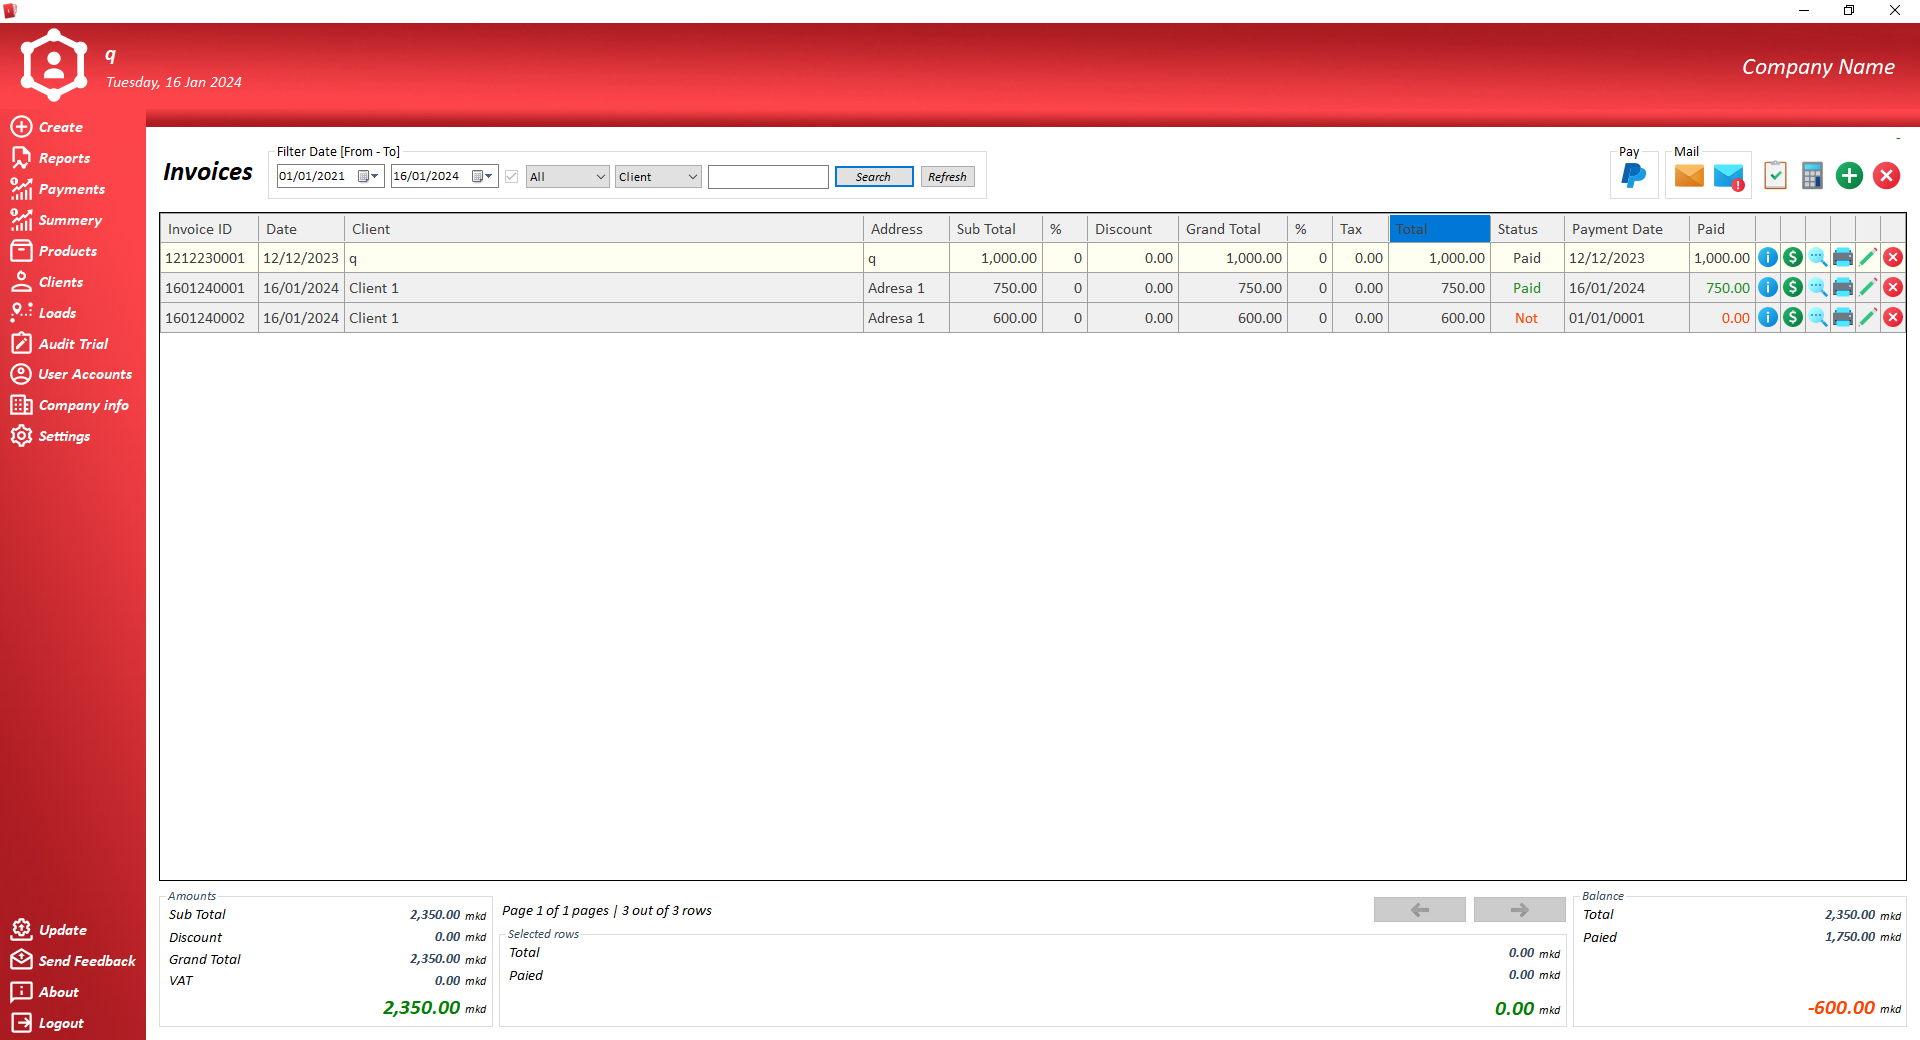 q
Tuesday, 16 Jan 2024
Company Name
Create
Reports
Payments
Summery
Products
Clients
Loads
Audit Trial
User Accounts
Company info
Settings
Update
Send Feedback
About
Logout
Invoices
Filter Date [From - To]
01/01/2021 16/01/2024 All Client Search Refresh
Pay Mail
-
Invoice ID Date Client Address Sub Total % Discount Grand Total % Tax Total Status Payment Date Paid
1212230001 12/12/2023 q q 1,000.00 0 0.00 1,000.00 0 0.00 1,000.00 Paid 12/12/2023 1,000.00
1601240001 16/01/2024 Client 1 Adresa 1 750.00 0 0.00 750.00 0 0.00 750.00 Paid 16/01/2024 750.00
1601240002 16/01/2024 Client 1 Adresa 1 600.00 0 0.00 600.00 0 0.00 600.00 Not 01/01/0001 0.00
Amounts
Sub Total 2,350.00 mkd
Discount 0.00 mkd
Grand Total 2,350.00 mkd
VAT 0.00 mkd
2,350.00 mkd
Page 1 of 1 pages | 3 out of 3 rows
Selected rows
Total 0.00 mkd
Paied 0.00 mkd
0.00 mkd
Balance
Total 2,350.00 mkd
Paied 1,750.00 mkd
-600.00 mkd